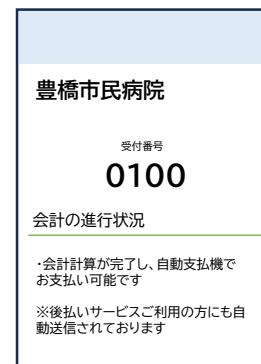 豊橋市民病院
受付番号
0100
会計の進行状況
・会計計算が完了し、自動支払機で
お支払い可能です
※後払いサービスご利用の方にも自
動送信されております